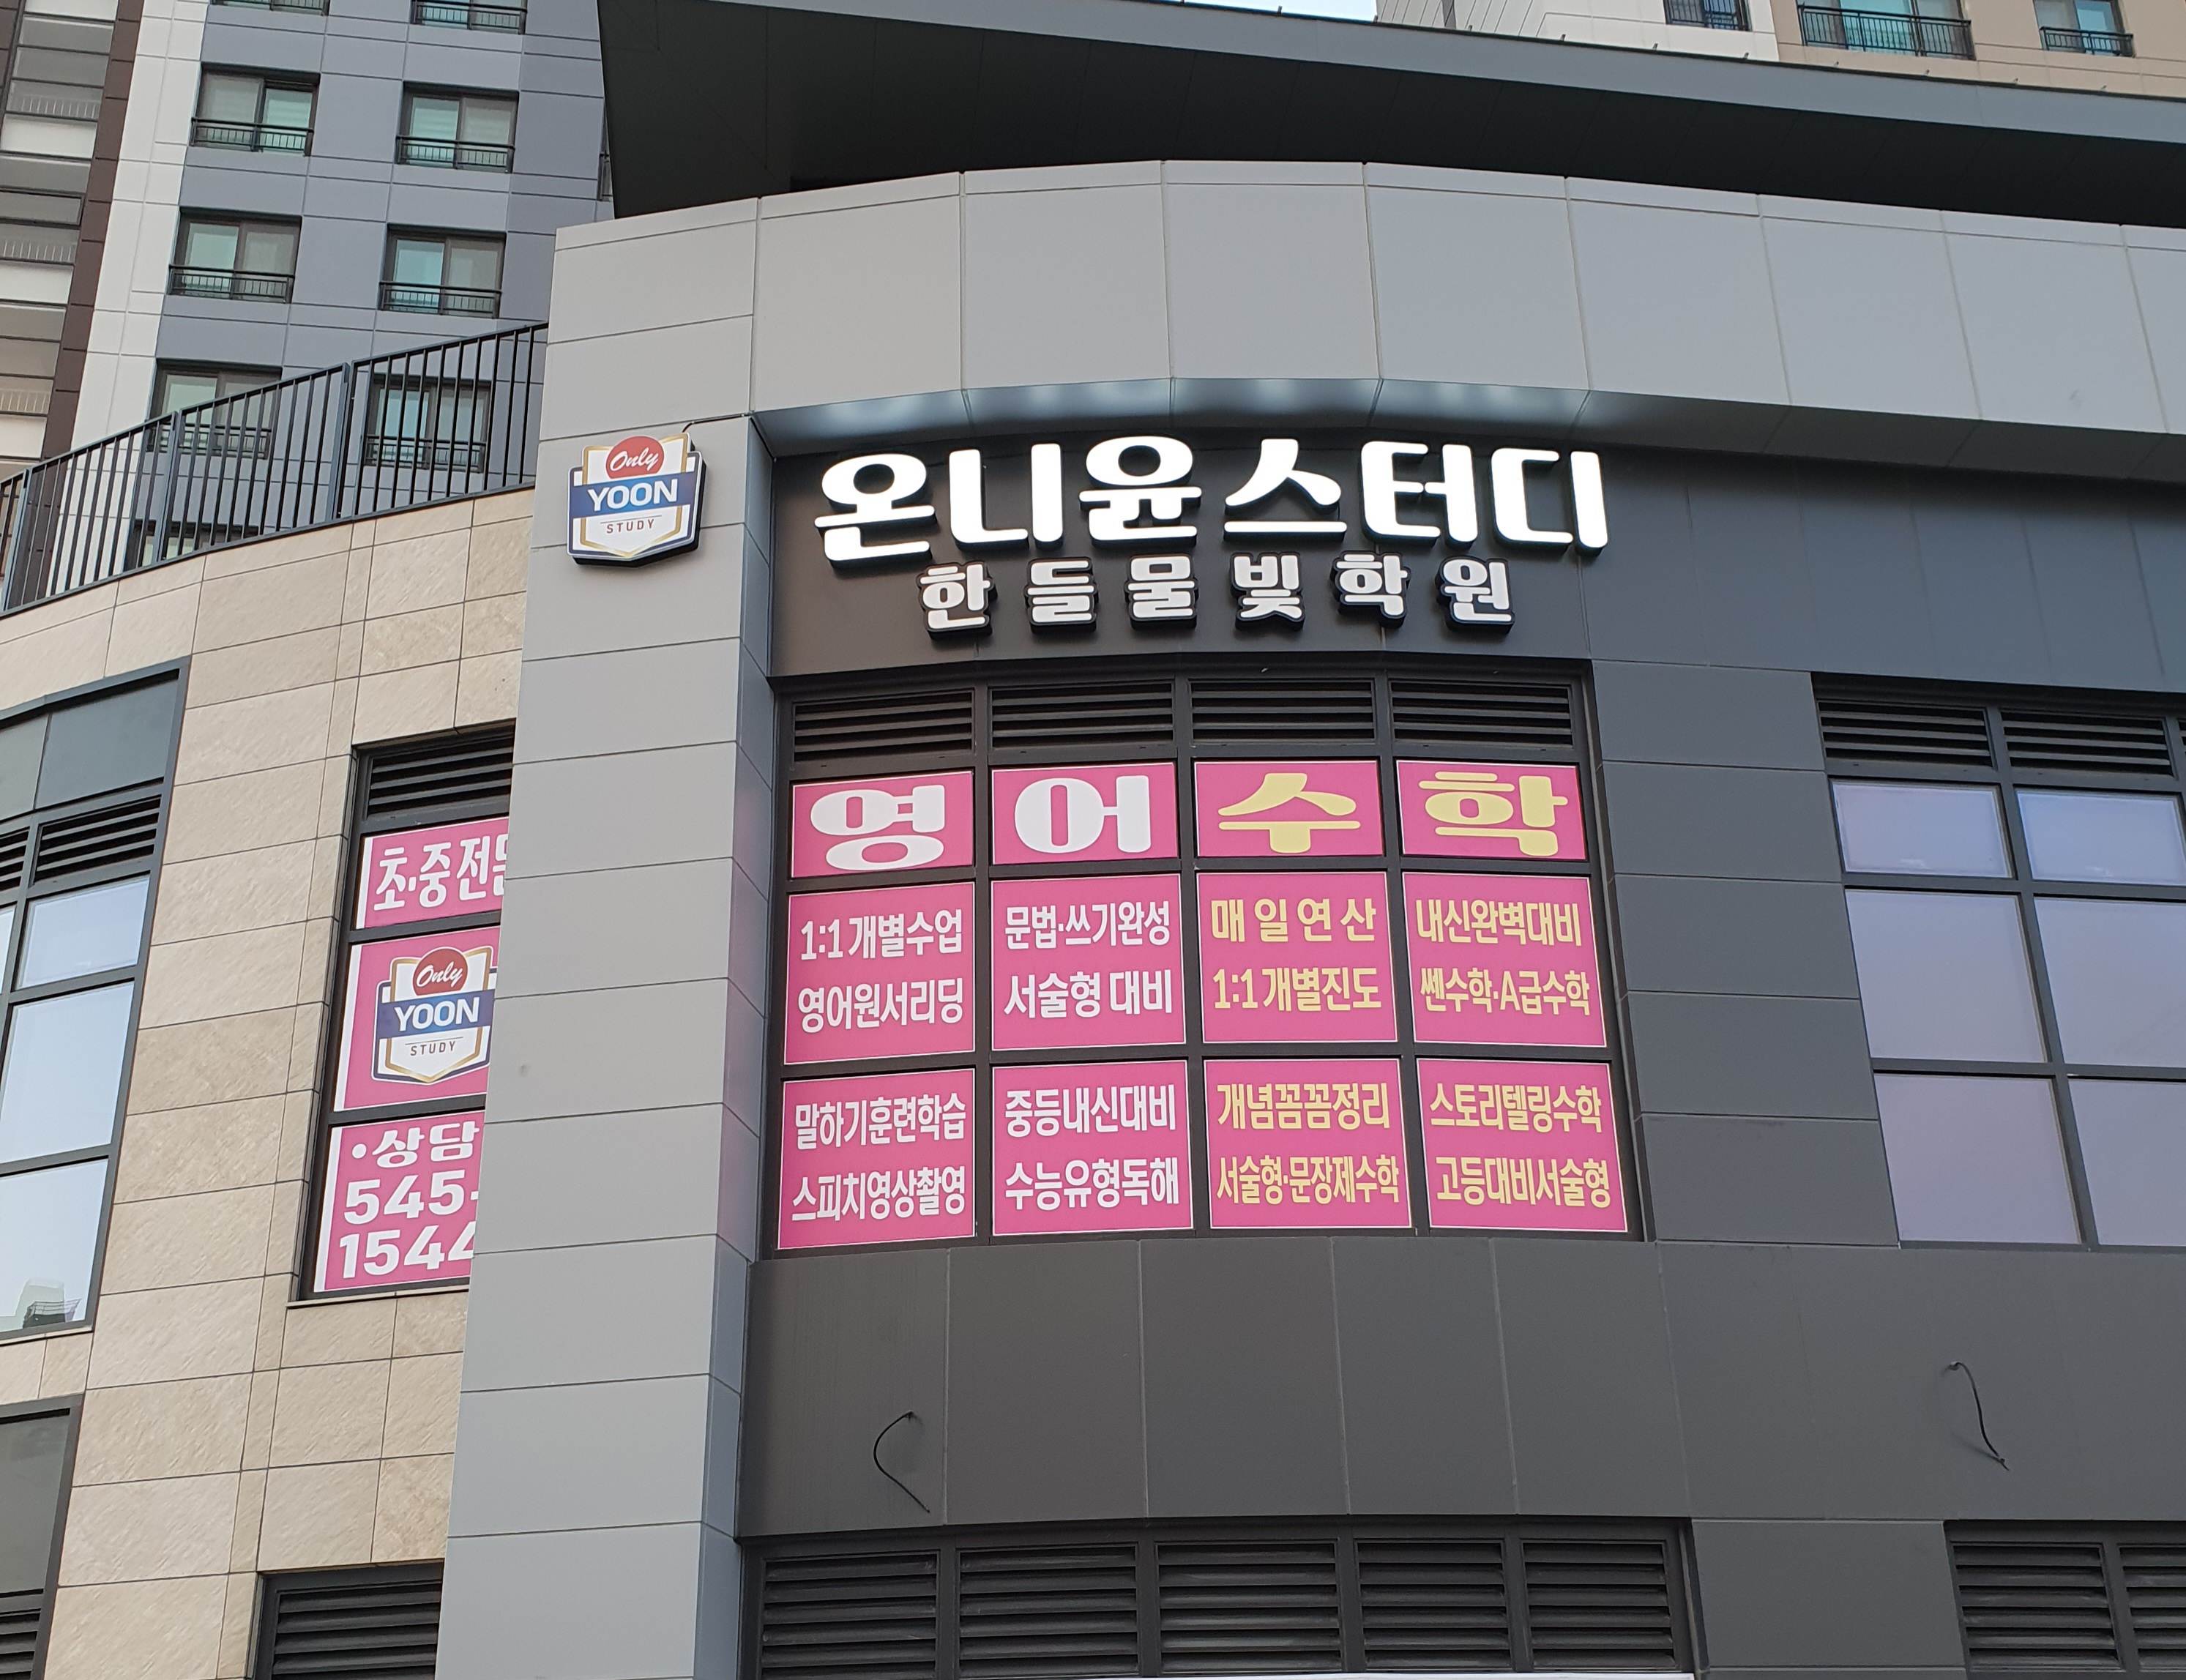 Only
YOON
STUDY
온니윤스터디
한들물빛학원
영어수학
1:1 개별수업
영어원서리딩
문법·쓰기완성
서술형 대비
매일연산
1:1 개별진도
내신완벽대비
쎈수학·A급수학
말하기훈련학습
스피치영상촬영
중등내신대비
수능유형독해
개념꼼꼼정리
서술형·문장제수학
스토리텔링수학
고등대비서술형
초·중전
Only
YOON
STUDY
•상담
545-
1544